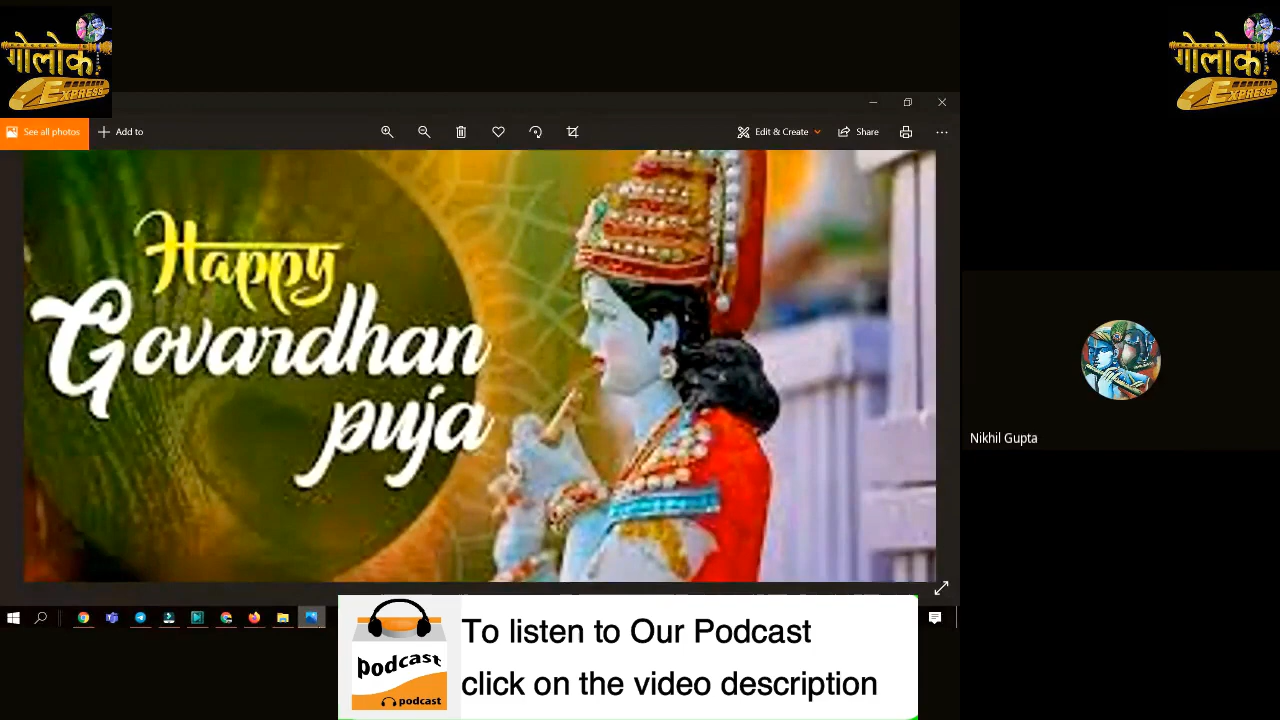 गोलोक
EXPRESS
गोलोक
EXPRESS
See all photos
Add to
Edit & Create
Share
Happy
Govardhan
puja
Nikhil Gupta
podcast
podcast
To listen to Our Podcast
click on the video description